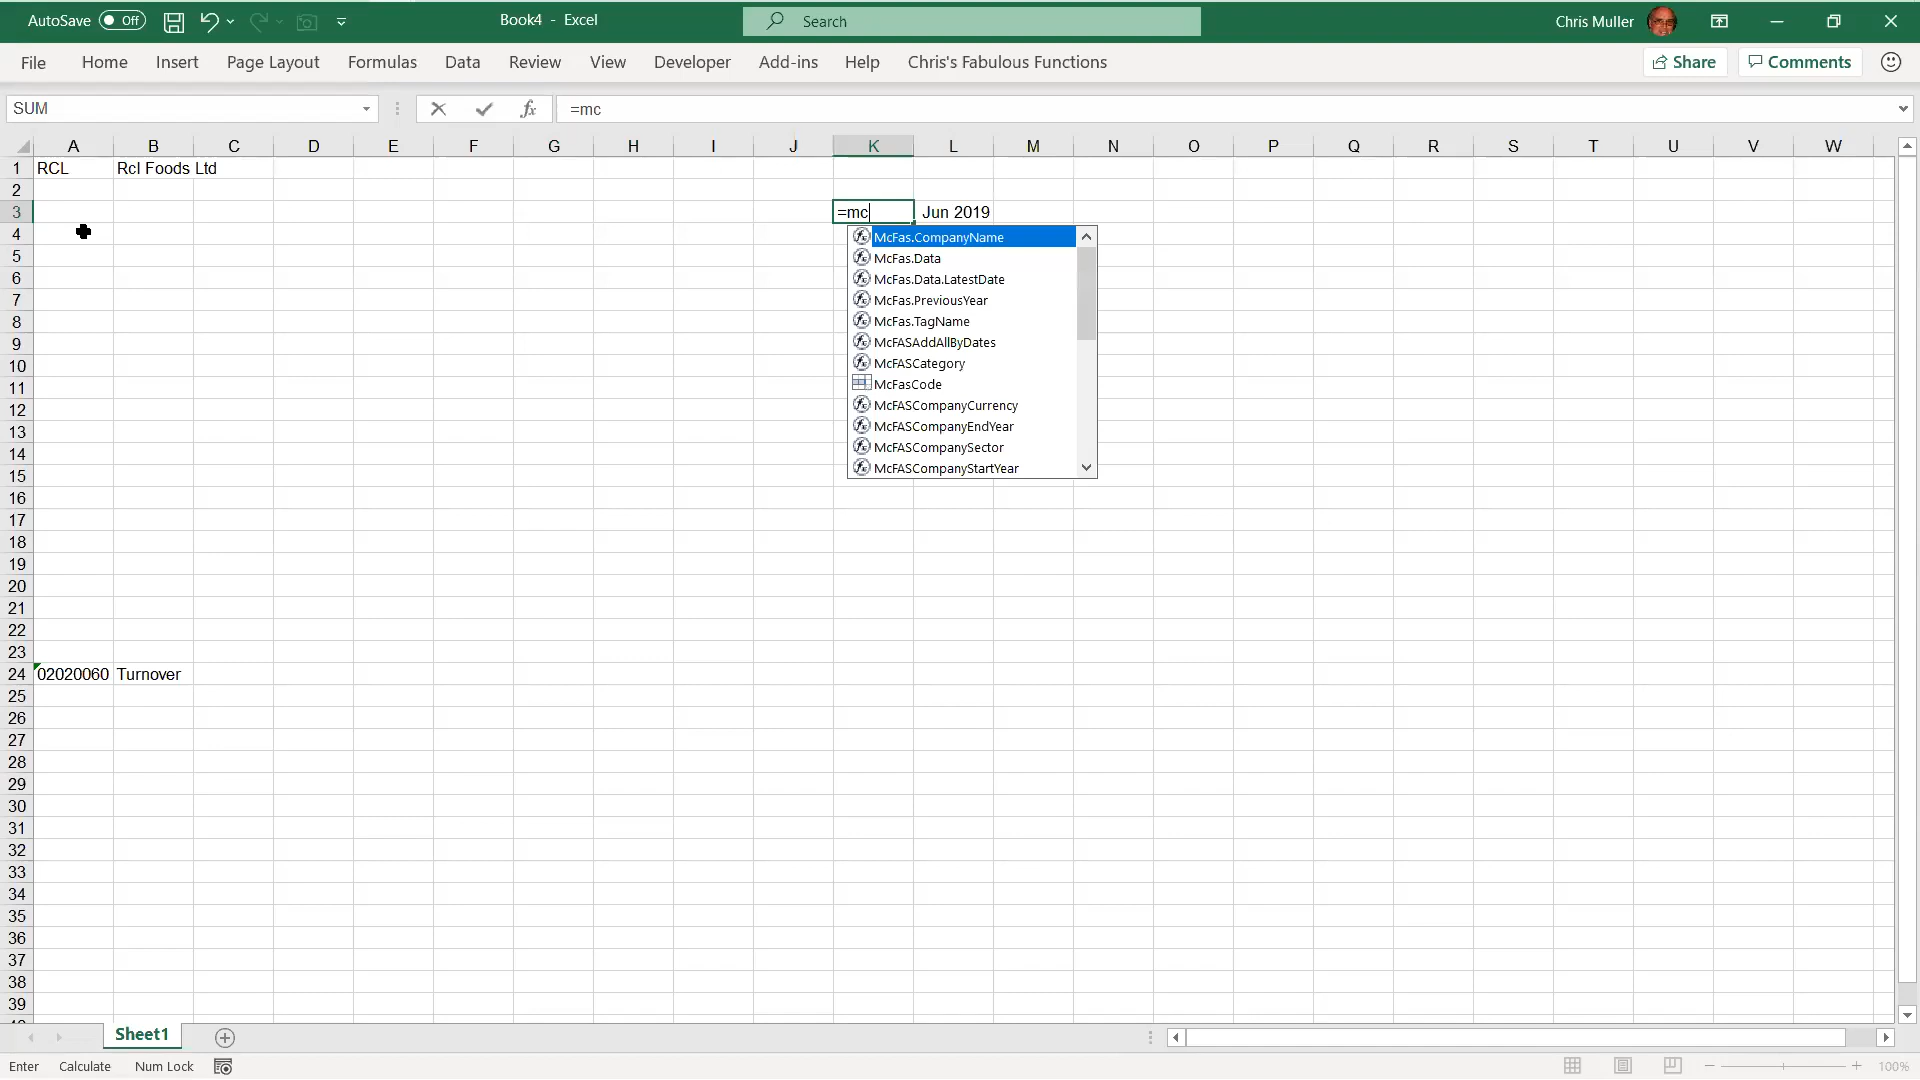 AutoSave Off Book4 - Excel Search Chris Muller
File Home Insert Page Layout Formulas Data Review View Developer Add-ins Help Chris's Fabulous Functions Share Comments
SUM fx =mc
A B C D E F G H I J K L M N O P Q R S T U V W
1 RCL Rcl Foods Ltd
2
3 =mc Jun 2019
4 McFas.CompanyName
5 McFas.Data
6 McFas.Data.LatestDate
7 McFas.PreviousYear
8 McFas.TagName
9 McFASAddAllByDates
10 McFASCategory
11 McFasCode
12 McFASCompanyCurrency
13 McFASCompanyEndYear
14 McFASCompanySector
15 McFASCompanyStartYear
16
17
18
19
20
21
22
23
24 02020060 Turnover
25
26
27
28
29
30
31
32
33
34
35
36
37
38
39
Sheet1
Enter Calculate Num Lock 100%